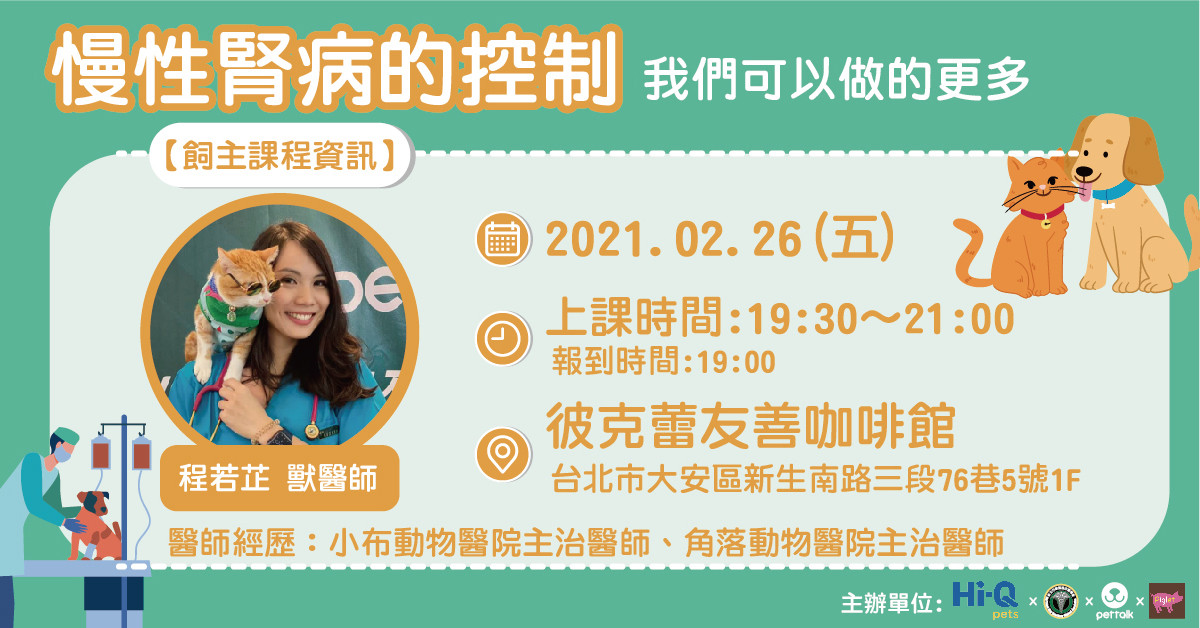 慢性腎病的控制 我們可以做的更多
【飼主課程資訊】
2021.02.26(五)
上課時間:19:30～21:00
報到時間:19:00
彼克蕾友善咖啡館
台北市大安區新生南路三段76巷5號1F
程若芷 獸醫師
醫師經歷：小布動物醫院主治醫師、角落動物醫院主治醫師
主辦單位: Hi-Q pets × × petTalk × Piglet